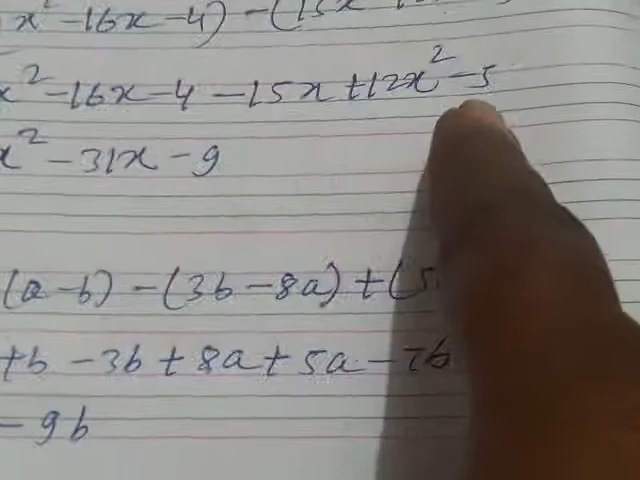 x² -16x -4) -(15x
x² -16x -4 -15x +12x² -5
x² -31x -9
(a-b) -(3b-8a) +(5
+b -3b +8a +5a -7b
-9b